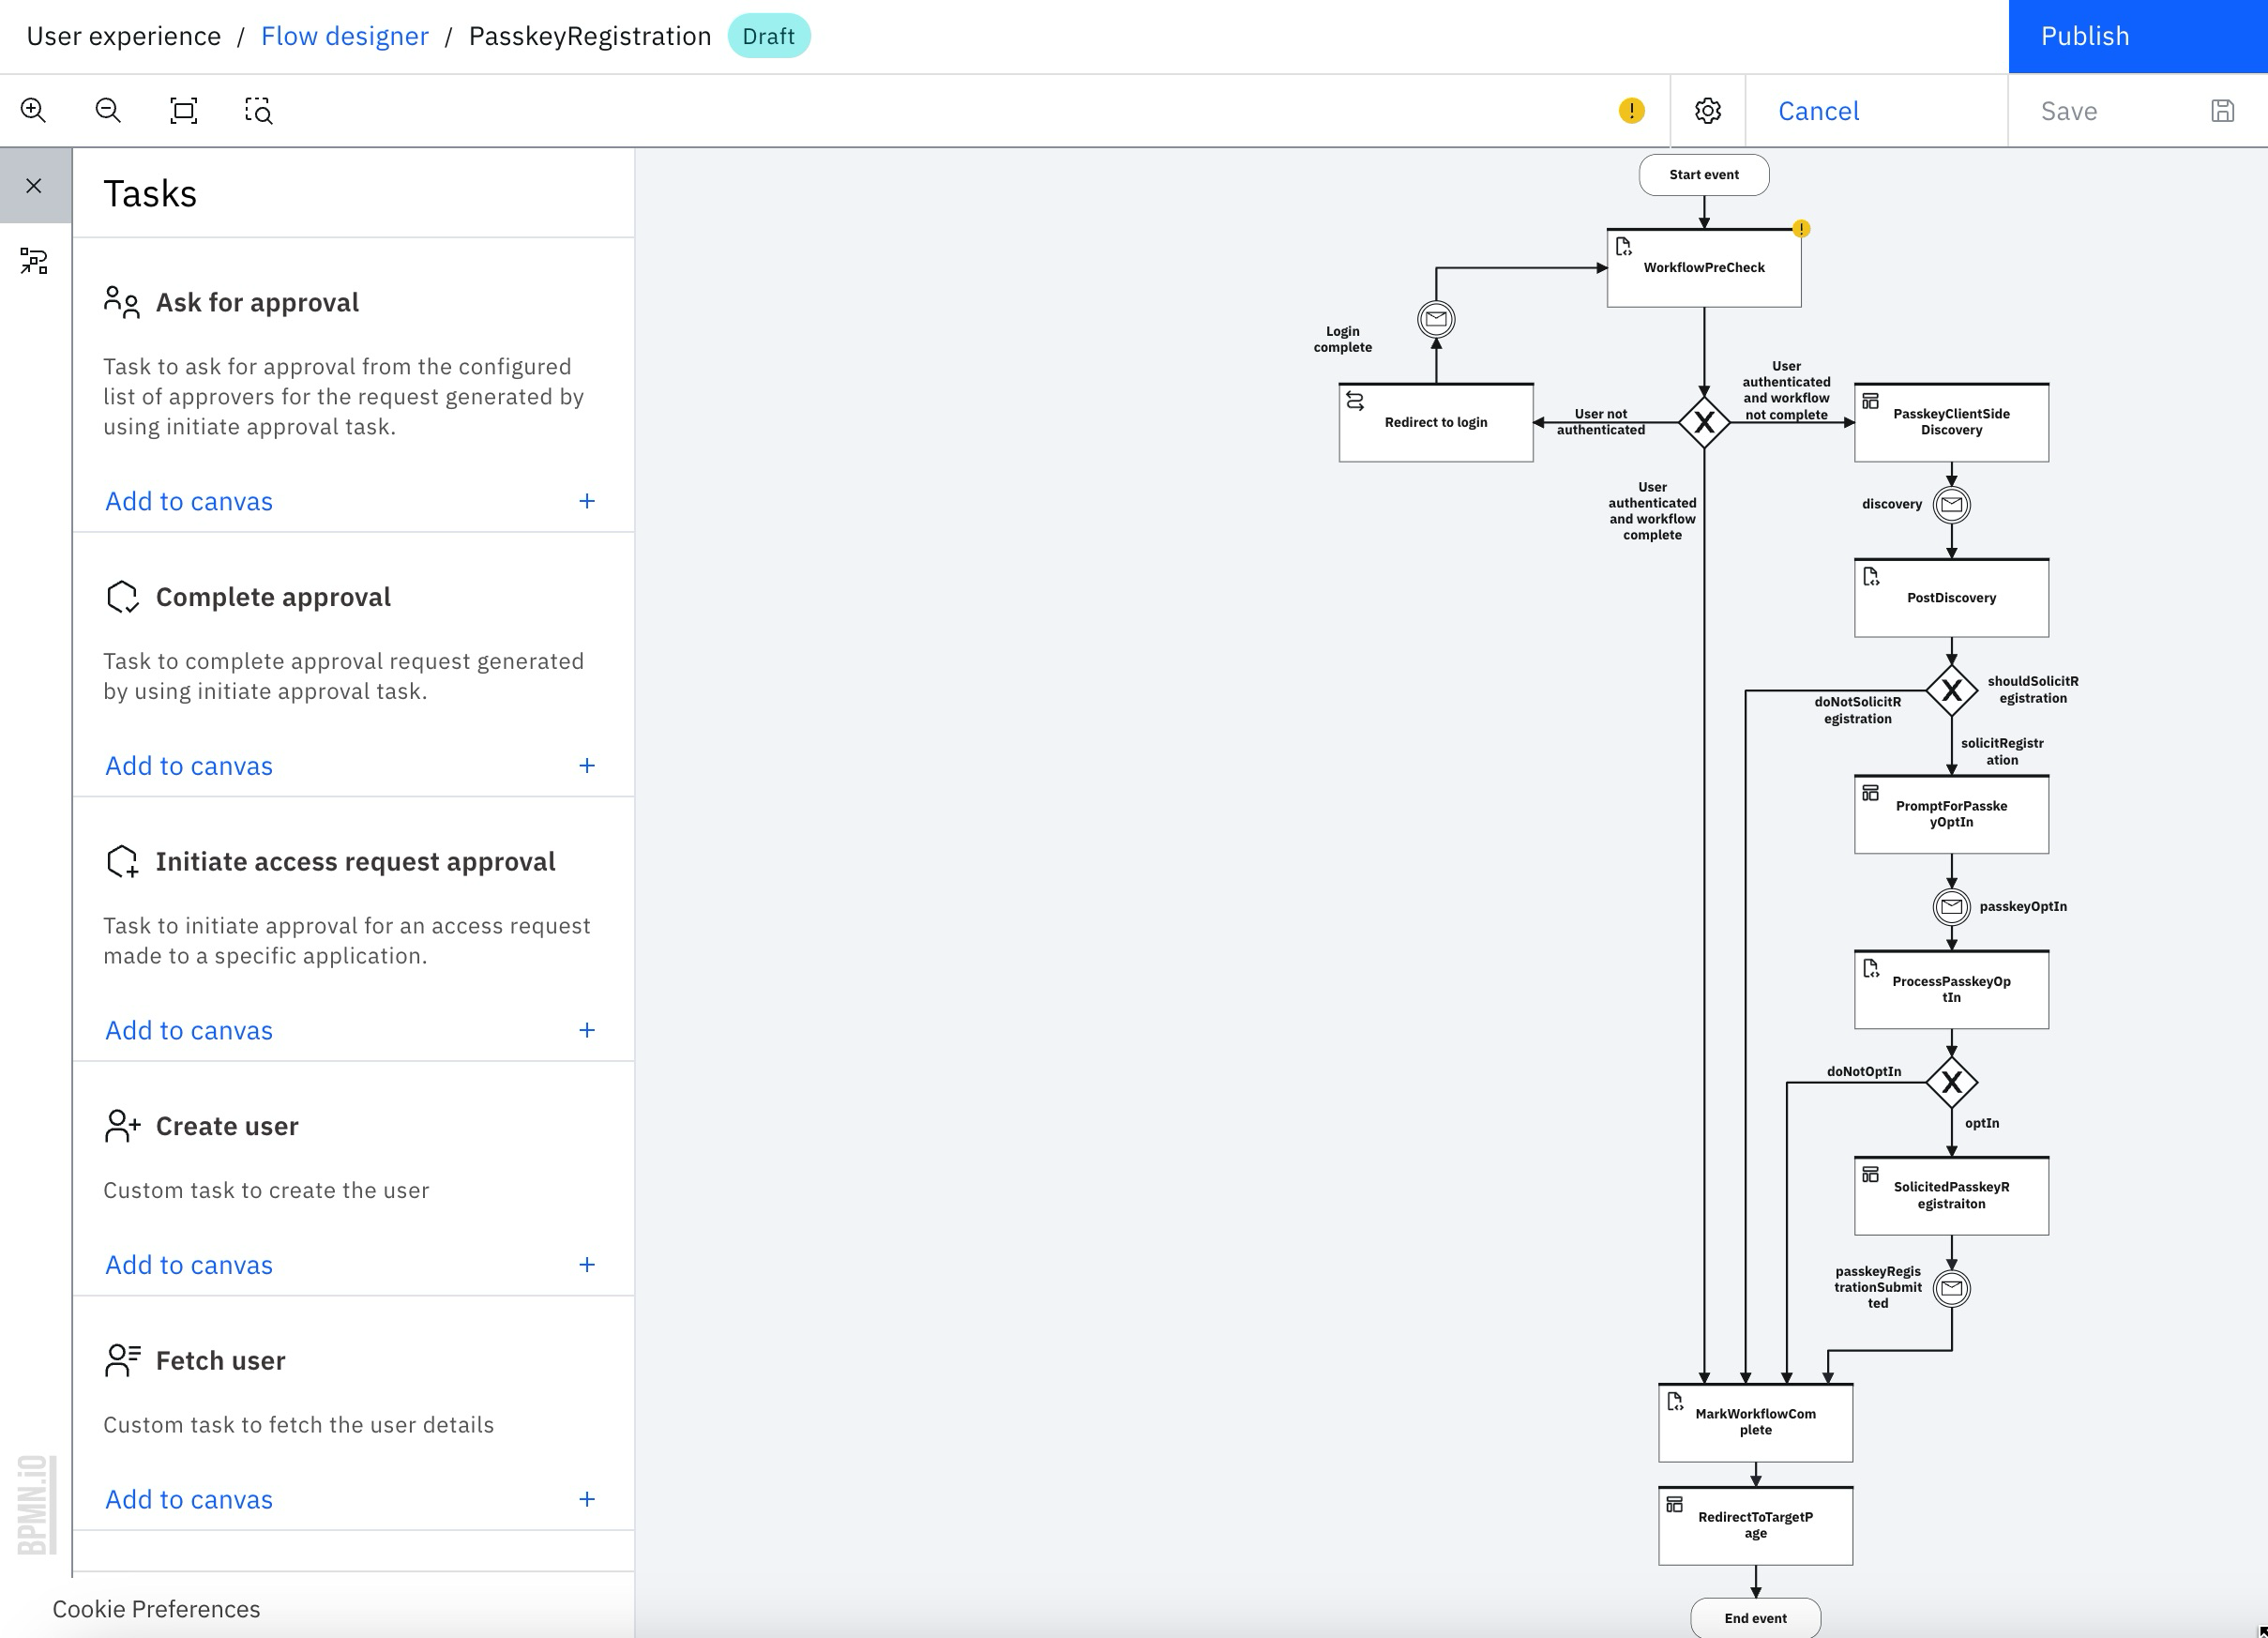 User experience / Flow designer / PasskeyRegistration Draft
Publish
Cancel
Save
Tasks
Ask for approval
Task to ask for approval from the configured
list of approvers for the request generated by
using initiate approval task.
Add to canvas +
Complete approval
Task to complete approval request generated
by using initiate approval task.
Add to canvas +
Initiate access request approval
Task to initiate approval for an access request
made to a specific application.
Add to canvas +
Create user
Custom task to create the user
Add to canvas +
Fetch user
Custom task to fetch the user details
Add to canvas +
BPMN.iO
Cookie Preferences
Start event
WorkflowPreCheck
Login
complete
Redirect to login
User not
authenticated
X
User
authenticated
and workflow
not complete
PasskeyClientSide
Discovery
User
authenticated
and workflow
complete
discovery
PostDiscovery
X
shouldSolicitR
egistration
doNotSolicitR
egistration
solicitRegistr
ation
PromptForPasske
yOptIn
passkeyOptIn
ProcessPasskeyOp
tIn
doNotOptIn
X
optIn
SolicitedPasskeyR
egistraiton
passkeyRegis
trationSubmit
ted
MarkWorkflowCom
plete
RedirectToTargetP
age
End event